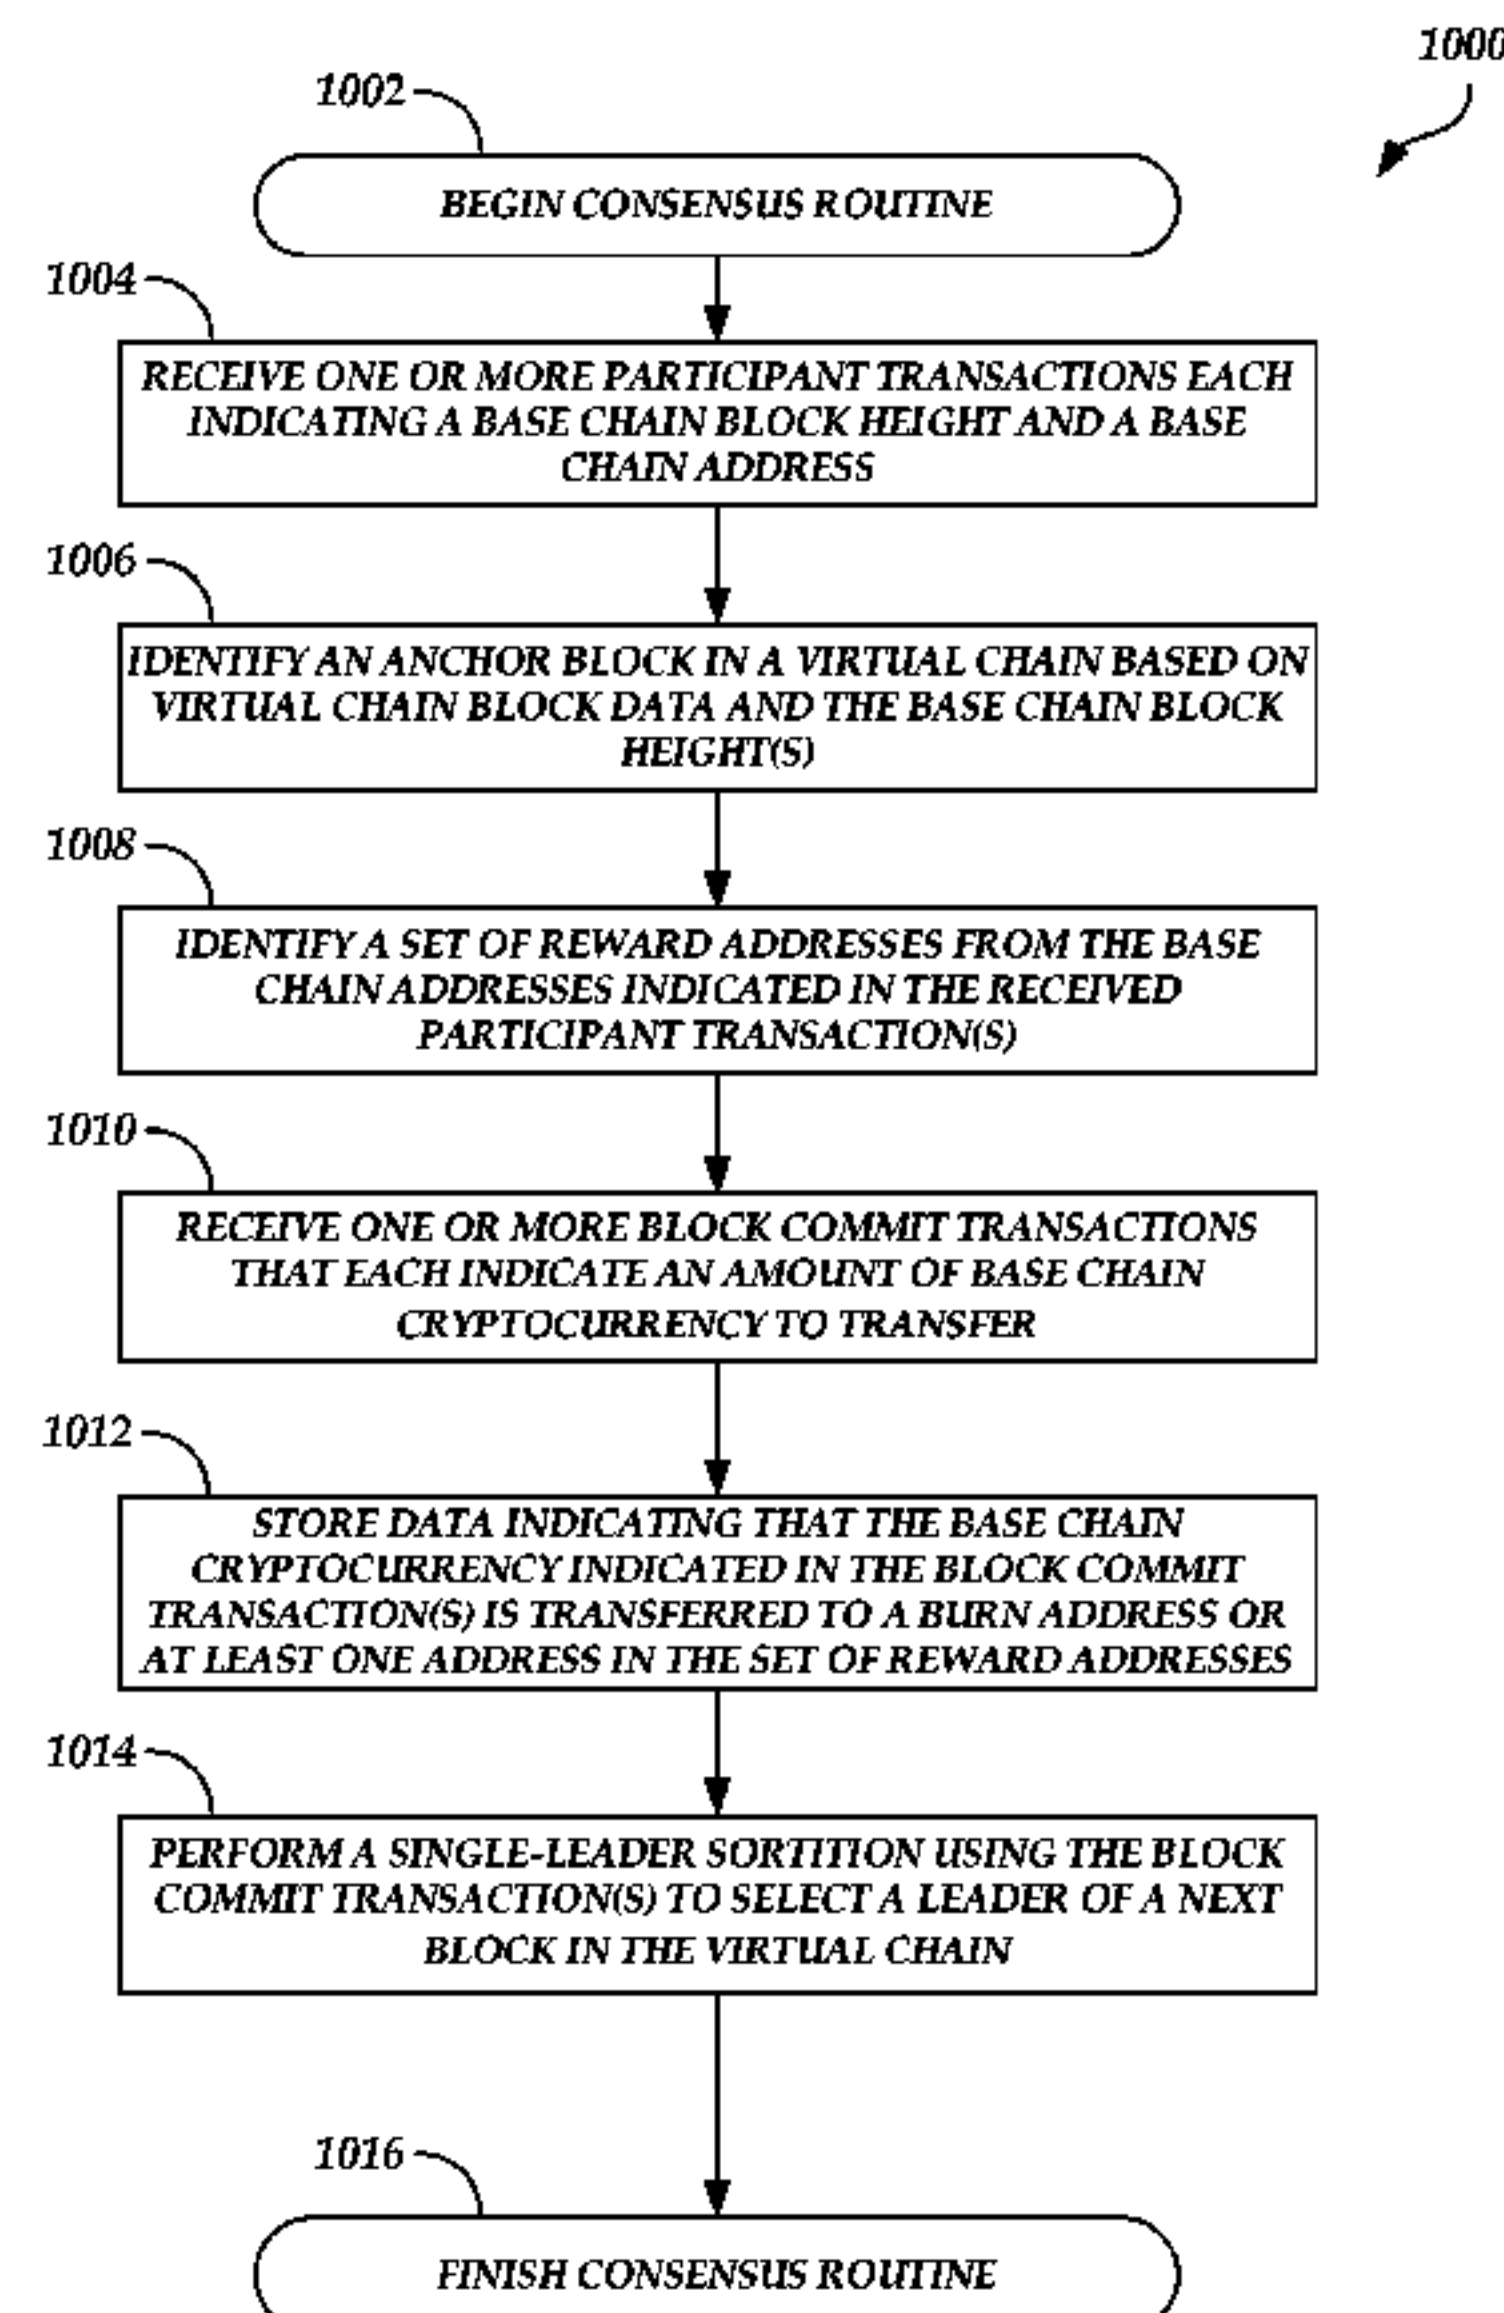 1000
1002
BEGIN CONSENSUS ROUTINE
1004
RECEIVE ONE OR MORE PARTICIPANT TRANSACTIONS EACH
INDICATING A BASE CHAIN BLOCK HEIGHT AND A BASE
CHAIN ADDRESS
1006
IDENTIFY AN ANCHOR BLOCK IN A VIRTUAL CHAIN BASED ON
VIRTUAL CHAIN BLOCK DATA AND THE BASE CHAIN BLOCK
HEIGHT(S)
1008
IDENTIFY A SET OF REWARD ADDRESSES FROM THE BASE
CHAIN ADDRESSES INDICATED IN THE RECEIVED
PARTICIPANT TRANSACTION(S)
1010
RECEIVE ONE OR MORE BLOCK COMMIT TRANSACTIONS
THAT EACH INDICATE AN AMOUNT OF BASE CHAIN
CRYPTOCURRENCY TO TRANSFER
1012
STORE DATA INDICATING THAT THE BASE CHAIN
CRYPTOCURRENCY INDICATED IN THE BLOCK COMMIT
TRANSACTION(S) IS TRANSFERRED TO A BURN ADDRESS OR
AT LEAST ONE ADDRESS IN THE SET OF REWARD ADDRESSES
1014
PERFORM A SINGLE-LEADER SORTITION USING THE BLOCK
COMMIT TRANSACTION(S) TO SELECT A LEADER OF A NEXT
BLOCK IN THE VIRTUAL CHAIN
1016
FINISH CONSENSUS ROUTINE